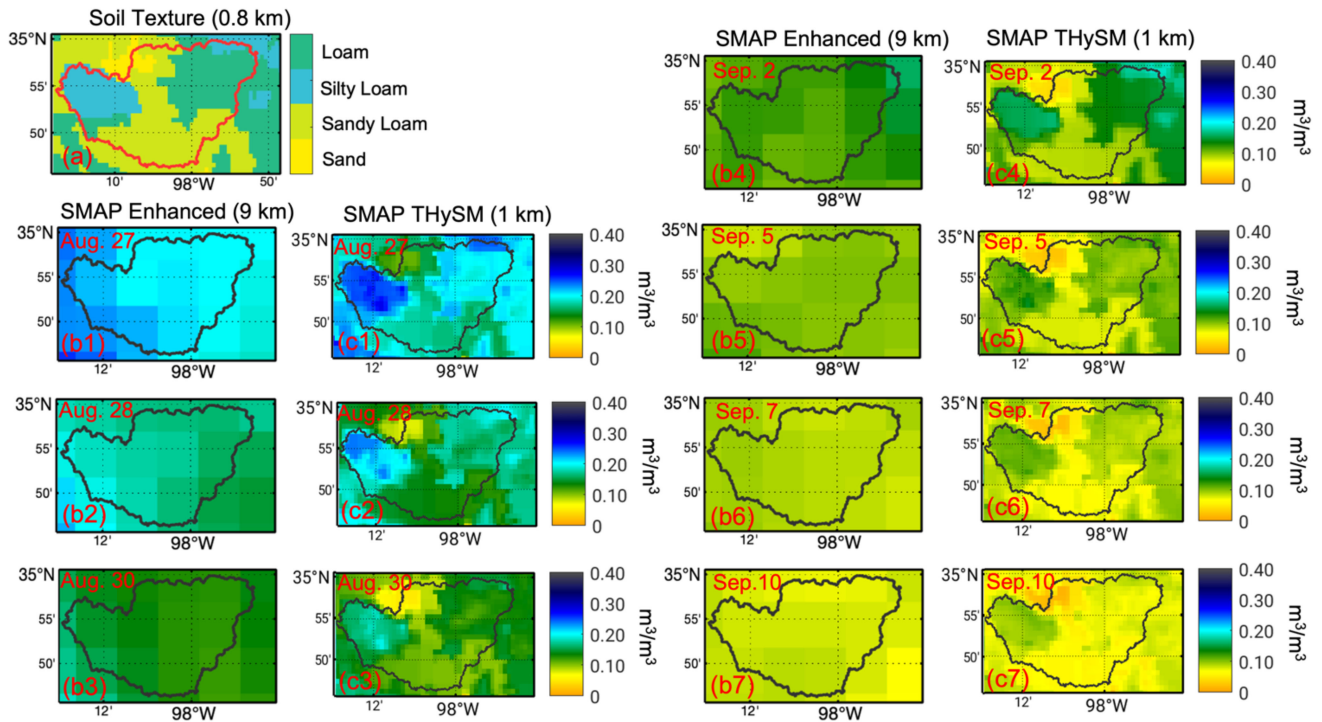 Soil Texture (0.8 km)
35°N
55'
50'
(a)
10'
98°W
50'
Loam
Silty Loam
Sandy Loam
Sand
SMAP Enhanced (9 km)
SMAP THySM (1 km)
35°N
55'
50'
Aug. 27
(b1)
12'
98°W
35°N
55'
50'
Aug. 27
(c1)
12'
98°W
0.40
0.30
0.20
0.10
0
m³/m³
35°N
55'
50'
Aug. 28
(b2)
12'
98°W
35°N
55'
50'
Aug. 28
(c2)
12'
98°W
0.40
0.30
0.20
0.10
0
m³/m³
35°N
55'
50'
Aug. 30
(b3)
12'
98°W
35°N
55'
50'
Aug. 30
(c3)
12'
98°W
0.40
0.30
0.20
0.10
0
m³/m³
SMAP Enhanced (9 km)
SMAP THySM (1 km)
35°N
55'
50'
Sep. 2
(b4)
12'
98°W
35°N
55'
50'
Sep. 2
(c4)
12'
98°W
0.40
0.30
0.20
0.10
0
m³/m³
35°N
55'
50'
Sep. 5
(b5)
12'
98°W
35°N
55'
50'
Sep. 5
(c5)
12'
98°W
0.40
0.30
0.20
0.10
0
m³/m³
35°N
55'
50'
Sep. 7
(b6)
12'
98°W
35°N
55'
50'
Sep. 7
(c6)
12'
98°W
0.40
0.30
0.20
0.10
0
m³/m³
35°N
55'
50'
Sep.10
(b7)
12'
98°W
35°N
55'
50'
Sep.10
(c7)
12'
98°W
0.40
0.30
0.20
0.10
0
m³/m³